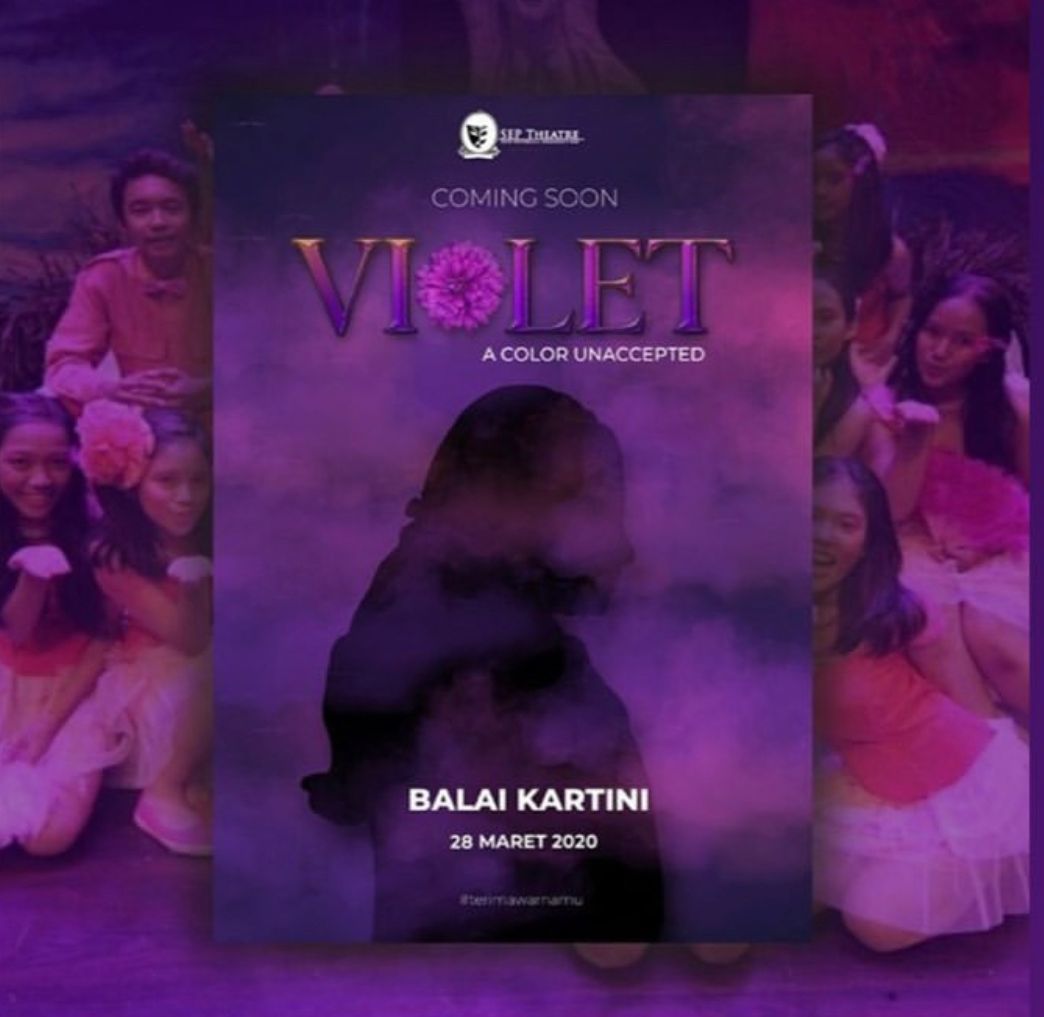 SEP THEATRE
COMING SOON
VIOLET
A COLOR UNACCEPTED
BALAI KARTINI
28 MARET 2020
#terimawarnamu